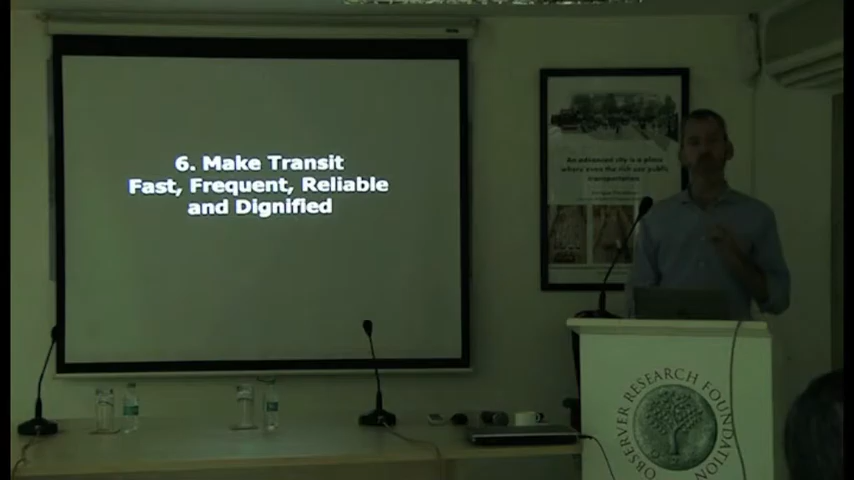 6. Make Transit
Fast, Frequent, Reliable
and Dignified
An advanced city is a place
where even the rich use public
transportation
OBSERVER RESEARCH FOUNDATION